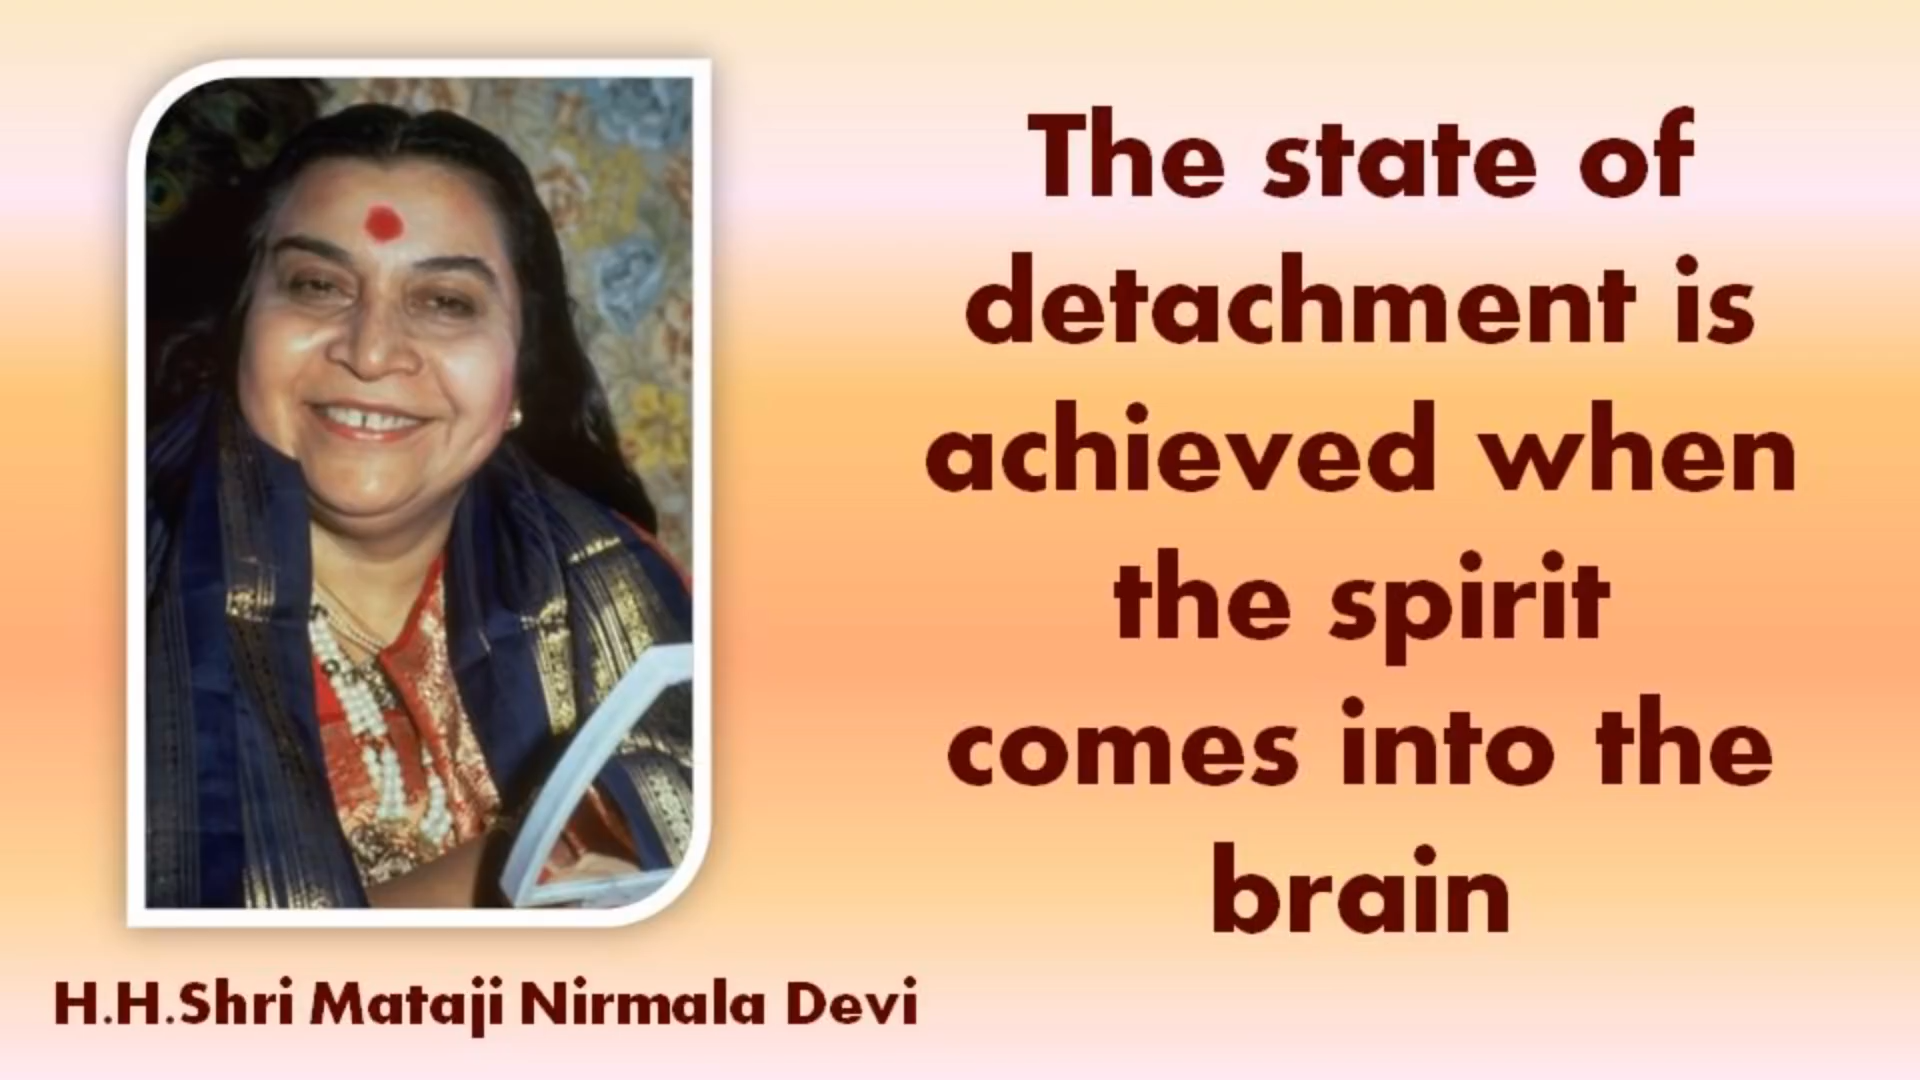 The state of
detachment is
achieved when
the spirit
comes into the
brain
H.H.Shri Mataji Nirmala Devi